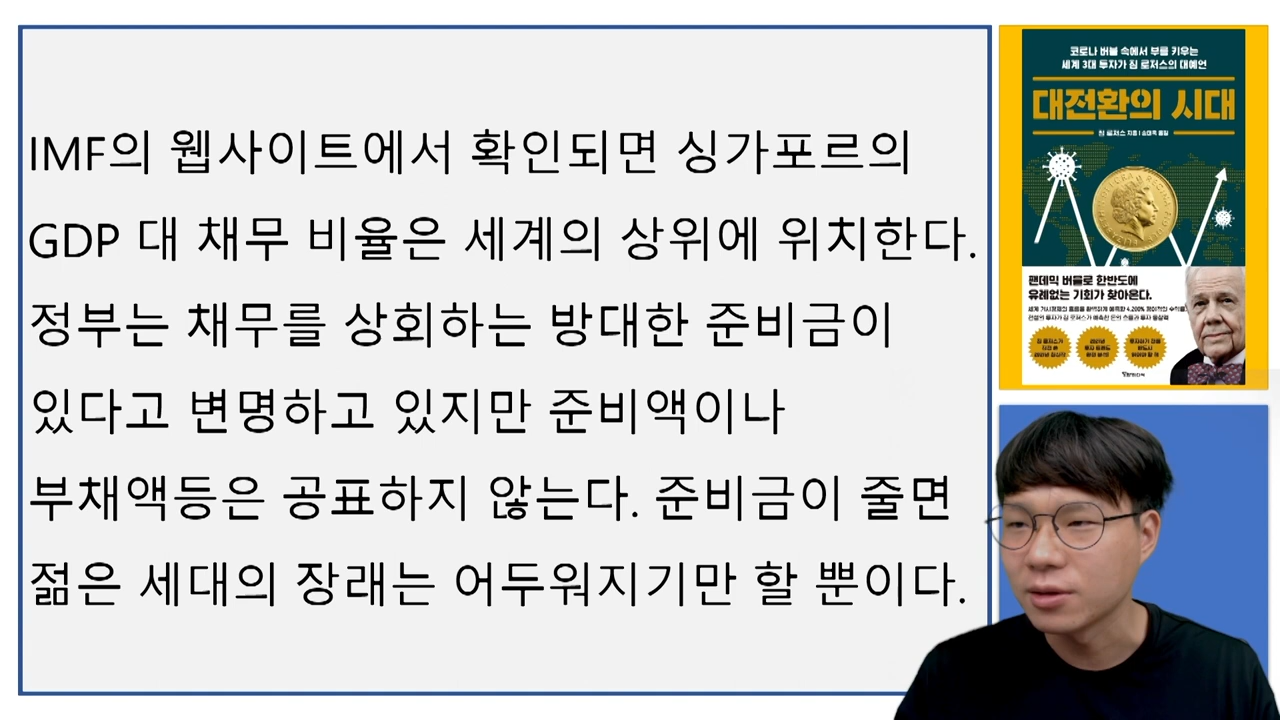 IMF의 웹사이트에서 확인되면 싱가포르의
GDP 대 채무 비율은 세계의 상위에 위치한다.
정부는 채무를 상회하는 방대한 준비금이
있다고 변명하고 있지만 준비액이나
부채액등은 공표하지 않는다. 준비금이 줄면
젊은 세대의 장래는 어두워지기만 할 뿐이다.
코로나 버블 속에서 부를 키우는
세계 3대 투자가 짐 로저스의 대예언
대전환의 시대
짐 로저스 지음
팬데믹 버블로 한반도에
유례없는 기회가 찾아온다.